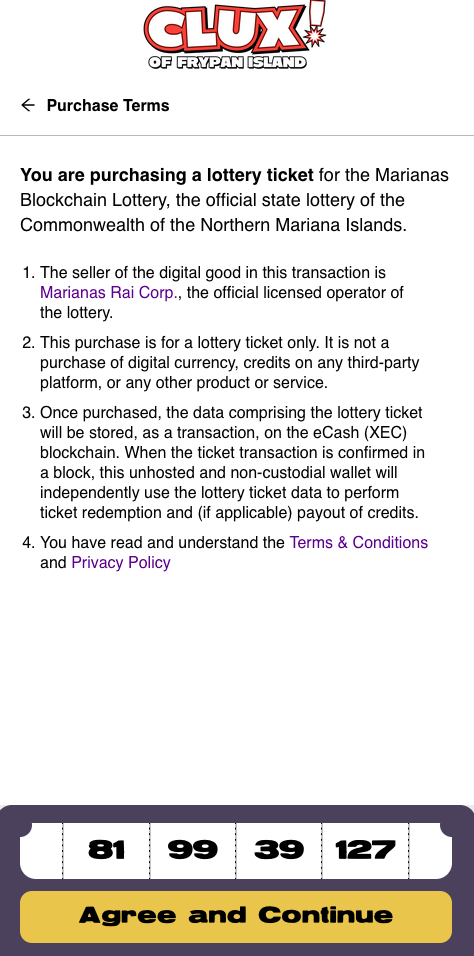 CLUX!
OF FRYPAN ISLAND
← Purchase Terms
You are purchasing a lottery ticket for the Marianas
Blockchain Lottery, the official state lottery of the
Commonwealth of the Northern Mariana Islands.
1. The seller of the digital good in this transaction is
Marianas Rai Corp., the official licensed operator of
the lottery.
2. This purchase is for a lottery ticket only. It is not a
purchase of digital currency, credits on any third-party
platform, or any other product or service.
3. Once purchased, the data comprising the lottery ticket
will be stored, as a transaction, on the eCash (XEC)
blockchain. When the ticket transaction is confirmed in
a block, this unhosted and non-custodial wallet will
independently use the lottery ticket data to perform
ticket redemption and (if applicable) payout of credits.
4. You have read and understand the Terms & Conditions
and Privacy Policy
81 99 39 127
Agree and Continue